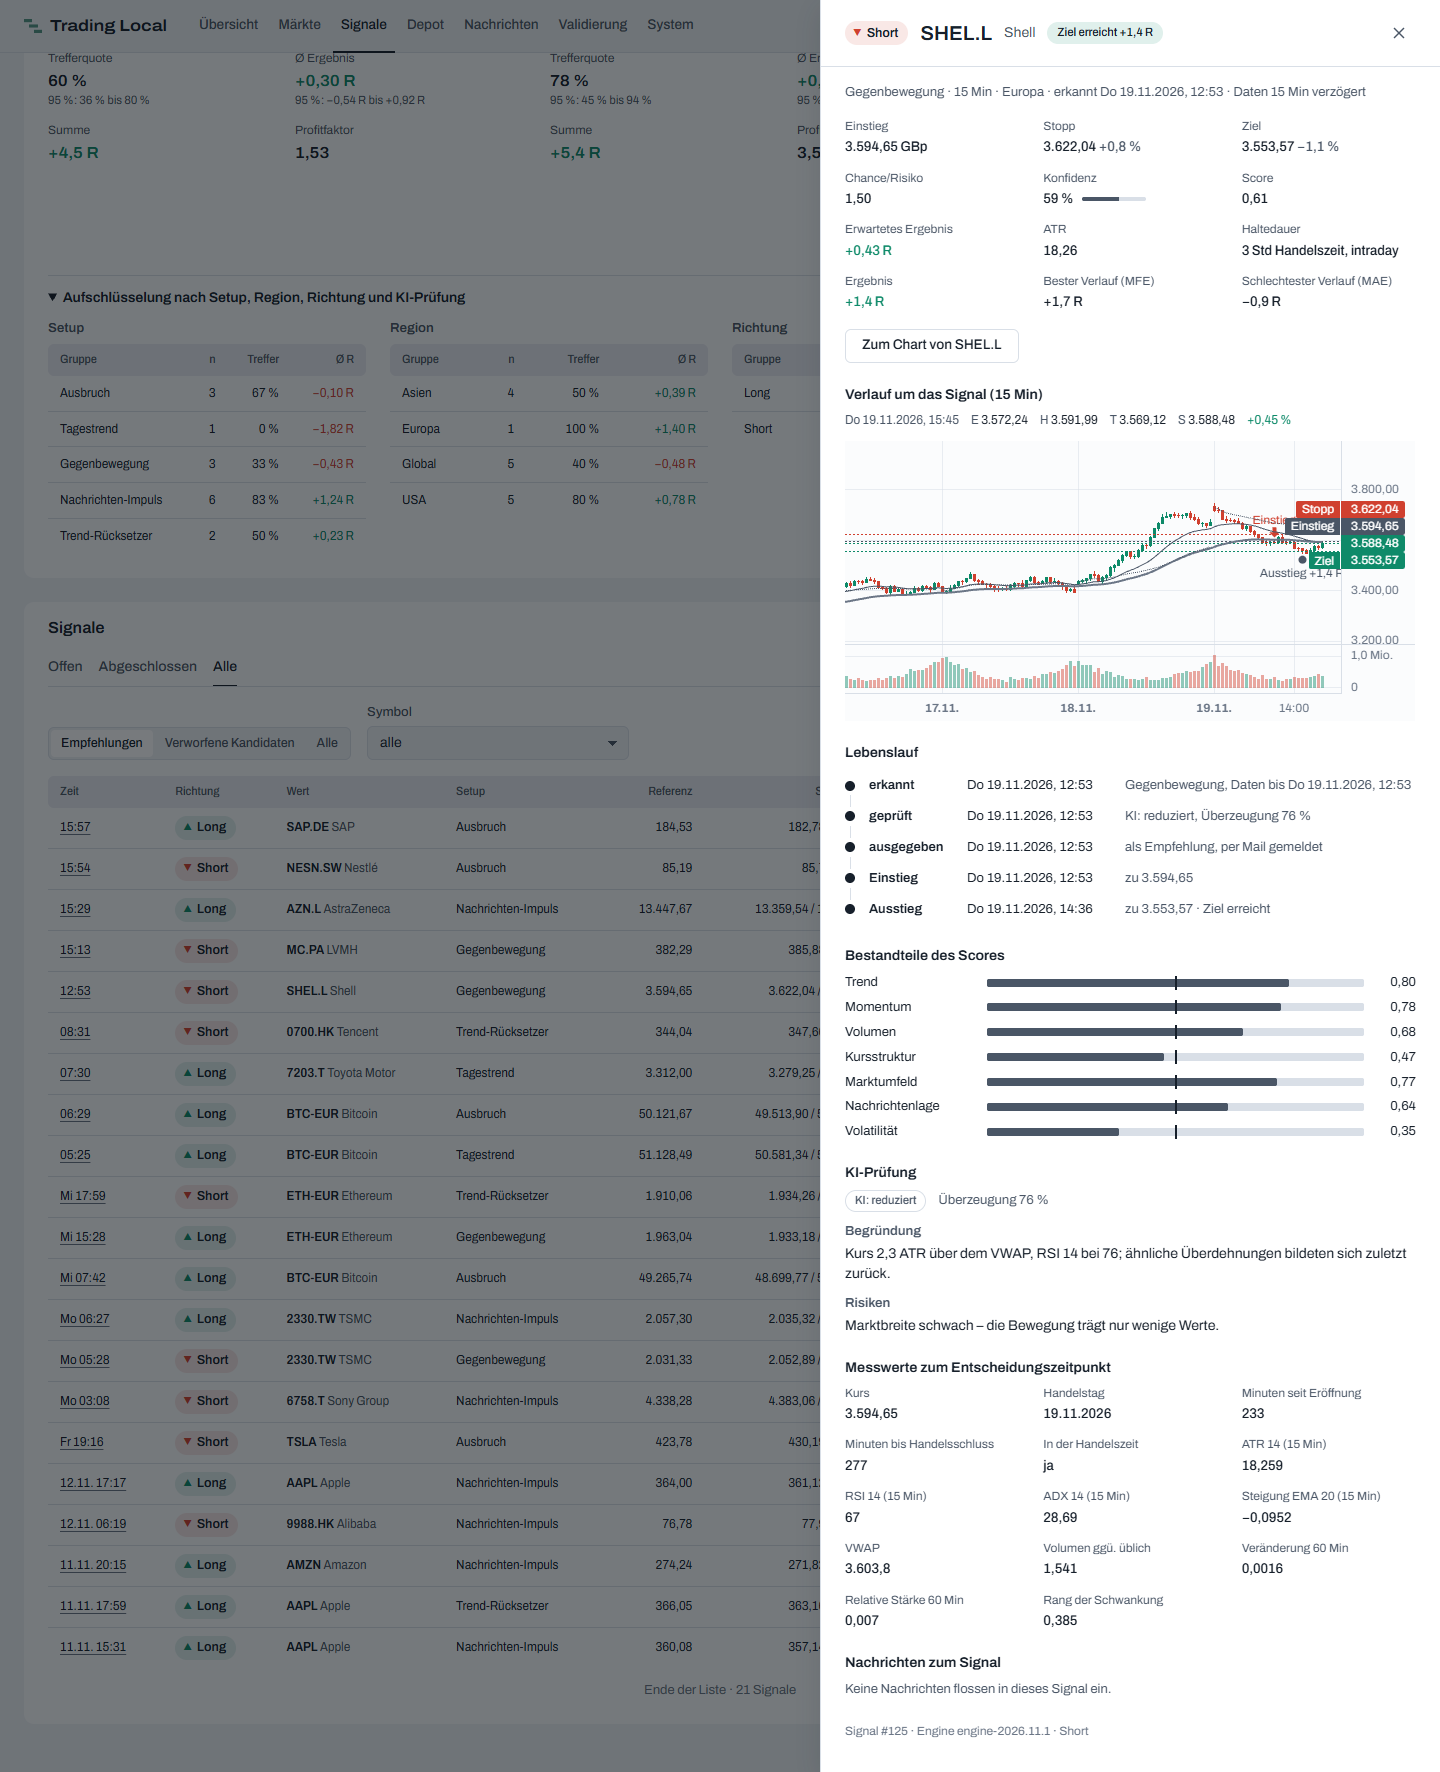 Trading Local
Übersicht Märkte Signale Depot Nachrichten Validierung System
Trefferquote Ø Ergebnis Trefferquote
60 % +0,30 R 78 %
95 %: 36 % bis 80 % 95 %: −0,54 R bis +0,92 R 95 %: 45 % bis 94 %
Summe Profitfaktor Summe
+4,5 R 1,53 +5,4 R
Aufschlüsselung nach Setup, Region, Richtung und KI-Prüfung
Setup Region Richtung
Gruppe n Treffer Ø R Gruppe n Treffer Ø R Gruppe
Ausbruch 3 67 % −0,10 R Asien 4 50 % +0,39 R Long
Tagestrend 1 0 % −1,82 R Europa 1 100 % +1,40 R Short
Gegenbewegung 3 33 % −0,43 R Global 5 40 % −0,48 R
Nachrichten-Impuls 6 83 % +1,24 R USA 5 80 % +0,78 R
Trend-Rücksetzer 2 50 % +0,23 R
Signale
Offen Abgeschlossen Alle
Symbol
Empfehlungen Verworfene Kandidaten Alle alle
Zeit Richtung Wert Setup Referenz
15:57 Long SAP.DE SAP Ausbruch 184,53
15:54 Short NESN.SW Nestlé Ausbruch 85,19
15:29 Long AZN.L AstraZeneca Nachrichten-Impuls 13.447,67 13.359,54 /
15:13 Short MC.PA LVMH Gegenbewegung 382,29
12:53 Short SHEL.L Shell Gegenbewegung 3.594,65 3.622,04 /
08:31 Short 0700.HK Tencent Trend-Rücksetzer 344,04
07:30 Long 7203.T Toyota Motor Tagestrend 3.312,00 3.279,25 /
06:29 Long BTC-EUR Bitcoin Ausbruch 50.121,67 49.513,90 /
05:25 Long BTC-EUR Bitcoin Tagestrend 51.128,49 50.581,34 /
Mi 17:59 Short ETH-EUR Ethereum Trend-Rücksetzer 1.910,06 1.934,26 /
Mi 15:28 Long ETH-EUR Ethereum Gegenbewegung 1.963,04 1.933,18 /
Mi 07:42 Long BTC-EUR Bitcoin Ausbruch 49.265,74 48.699,77 /
Mo 06:27 Long 2330.TW TSMC Nachrichten-Impuls 2.057,30 2.035,32 /
Mo 05:28 Short 2330.TW TSMC Gegenbewegung 2.031,33 2.052,89 /
Mo 03:08 Short 6758.T Sony Group Nachrichten-Impuls 4.338,28 4.383,06 /
Fr 19:16 Short TSLA Tesla Ausbruch 423,78
12.11. 17:17 Long AAPL Apple Nachrichten-Impuls 364,00
12.11. 06:19 Short 9988.HK Alibaba Nachrichten-Impuls 76,78
11.11. 20:15 Long AMZN Amazon Nachrichten-Impuls 274,24
11.11. 17:59 Long AAPL Apple Trend-Rücksetzer 366,05
11.11. 15:31 Long AAPL Apple Nachrichten-Impuls 360,08
Ende der Liste · 21 Signale
Short SHEL.L Shell Ziel erreicht +1,4 R
Gegenbewegung · 15 Min · Europa · erkannt Do 19.11.2026, 12:53 · Daten 15 Min verzögert
Einstieg Stopp Ziel
3.594,65 GBp 3.622,04 +0,8 % 3.553,57 −1,1 %
Chance/Risiko Konfidenz Score
1,50 59 % 0,61
Erwartetes Ergebnis ATR Haltedauer
+0,43 R 18,26 3 Std Handelszeit, intraday
Ergebnis Bester Verlauf (MFE) Schlechtester Verlauf (MAE)
+1,4 R +1,7 R −0,9 R
Zum Chart von SHEL.L
Verlauf um das Signal (15 Min)
Do 19.11.2026, 15:45 E 3.572,24 H 3.591,99 T 3.569,12 S 3.588,48 +0,45 %
3.800,00
Stopp 3.622,04
Einstieg 3.594,65
3.588,48
Ziel 3.553,57
Ausstieg +1,4
3.400,00
3.200,00
1,0 Mio.
0
17.11. 18.11. 19.11. 14:00
Lebenslauf
erkannt Do 19.11.2026, 12:53 Gegenbewegung, Daten bis Do 19.11.2026, 12:53
geprüft Do 19.11.2026, 12:53 KI: reduziert, Überzeugung 76 %
ausgegeben Do 19.11.2026, 12:53 als Empfehlung, per Mail gemeldet
Einstieg Do 19.11.2026, 12:53 zu 3.594,65
Ausstieg Do 19.11.2026, 14:36 zu 3.553,57 · Ziel erreicht
Bestandteile des Scores
Trend 0,80
Momentum 0,78
Volumen 0,68
Kursstruktur 0,47
Marktumfeld 0,77
Nachrichtenlage 0,64
Volatilität 0,35
KI-Prüfung
KI: reduziert Überzeugung 76 %
Begründung
Kurs 2,3 ATR über dem VWAP, RSI 14 bei 76; ähnliche Überdehnungen bildeten sich zuletzt
zurück.
Risiken
Marktbreite schwach – die Bewegung trägt nur wenige Werte.
Messwerte zum Entscheidungszeitpunkt
Kurs Handelstag Minuten seit Eröffnung
3.594,65 19.11.2026 233
Minuten bis Handelsschluss In der Handelszeit ATR 14 (15 Min)
277 ja 18,259
RSI 14 (15 Min) ADX 14 (15 Min) Steigung EMA 20 (15 Min)
67 28,69 −0,0952
VWAP Volumen ggü. üblich Veränderung 60 Min
3.603,8 1,541 0,0016
Relative Stärke 60 Min Rang der Schwankung
0,007 0,385
Nachrichten zum Signal
Keine Nachrichten flossen in dieses Signal ein.
Signal #125 · Engine engine-2026.11.1 · Short